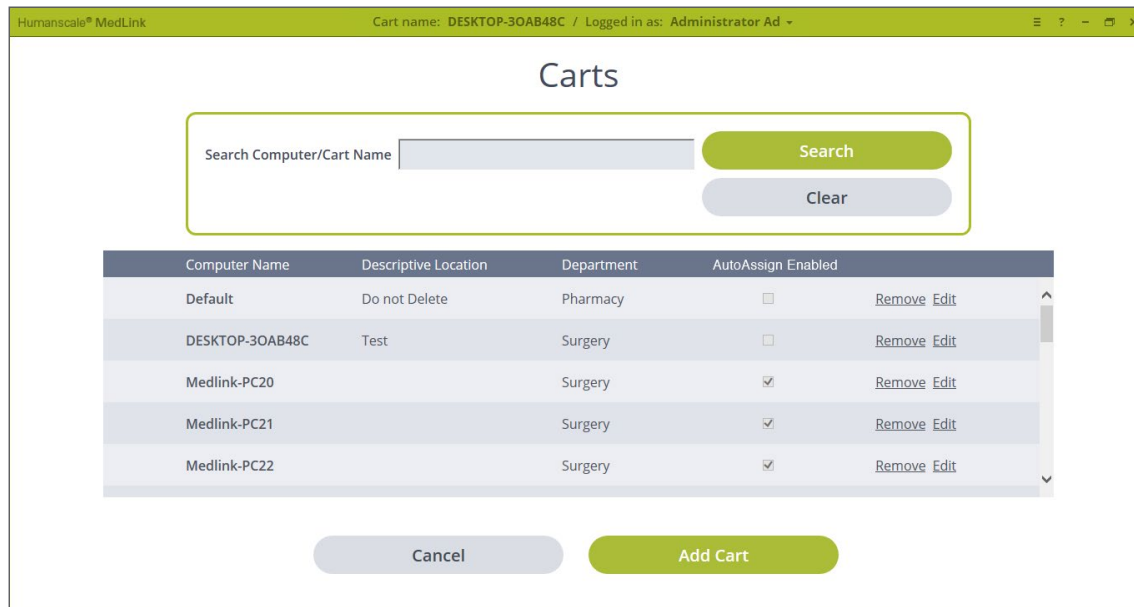 Humanscale® MedLink Cart name: DESKTOP-3OAB48C / Logged in as: Administrator Ad ?
Carts
Search Computer/Cart Name Search
Clear
Computer Name Descriptive Location Department AutoAssign Enabled
Default Do not Delete Pharmacy Remove Edit
DESKTOP-3OAB48C Test Surgery Remove Edit
Medlink-PC20 Surgery Remove Edit
Medlink-PC21 Surgery Remove Edit
Medlink-PC22 Surgery Remove Edit
Cancel Add Cart